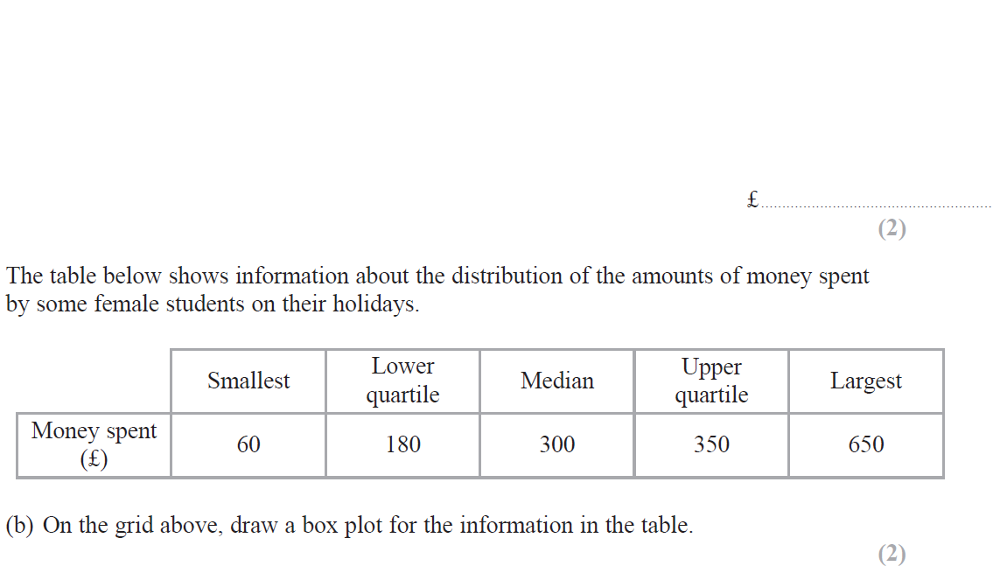 £
(2)
The table below shows information about the distribution of the amounts of money spent
by some female students on their holidays.
Smallest Lower quartile Median Upper quartile Largest
Money spent (£) 60 180 300 350 650
(b) On the grid above, draw a box plot for the information in the table.
(2)